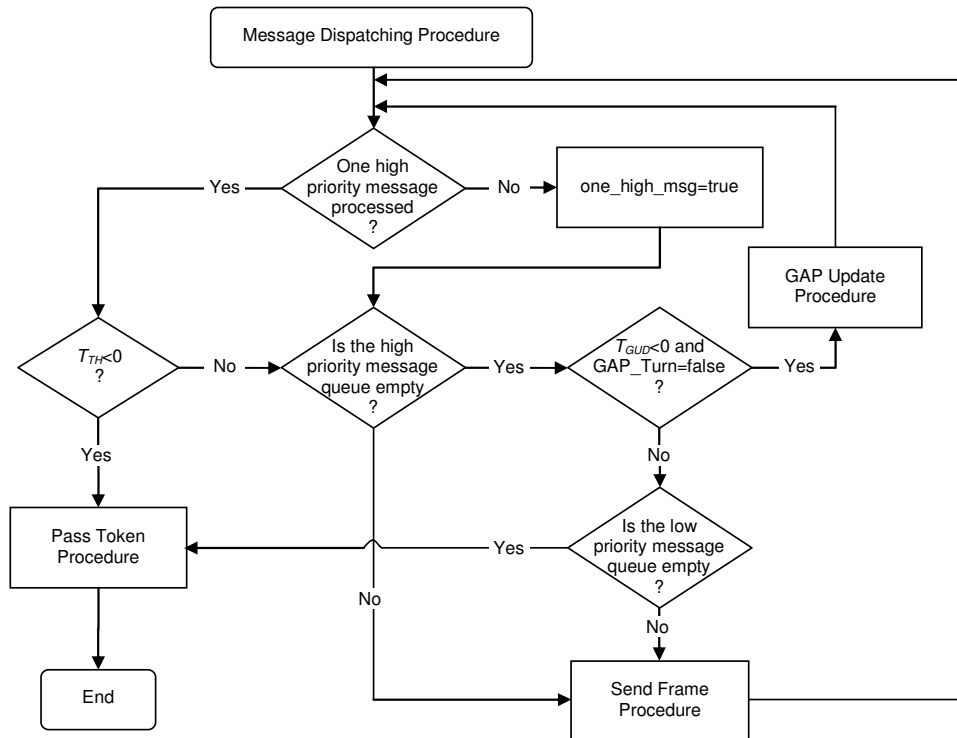 Message Dispatching Procedure
One high
priority message
processed
?
Yes
No
one_high_msg=true
GAP Update
Procedure
T_TH<0
?
No
Is the high
priority message
queue empty
?
Yes
T_GUD<0 and
GAP_Turn=false
?
Yes
Yes
No
Pass Token
Procedure
Yes
Is the low
priority message
queue empty
?
No
No
End
Send Frame
Procedure